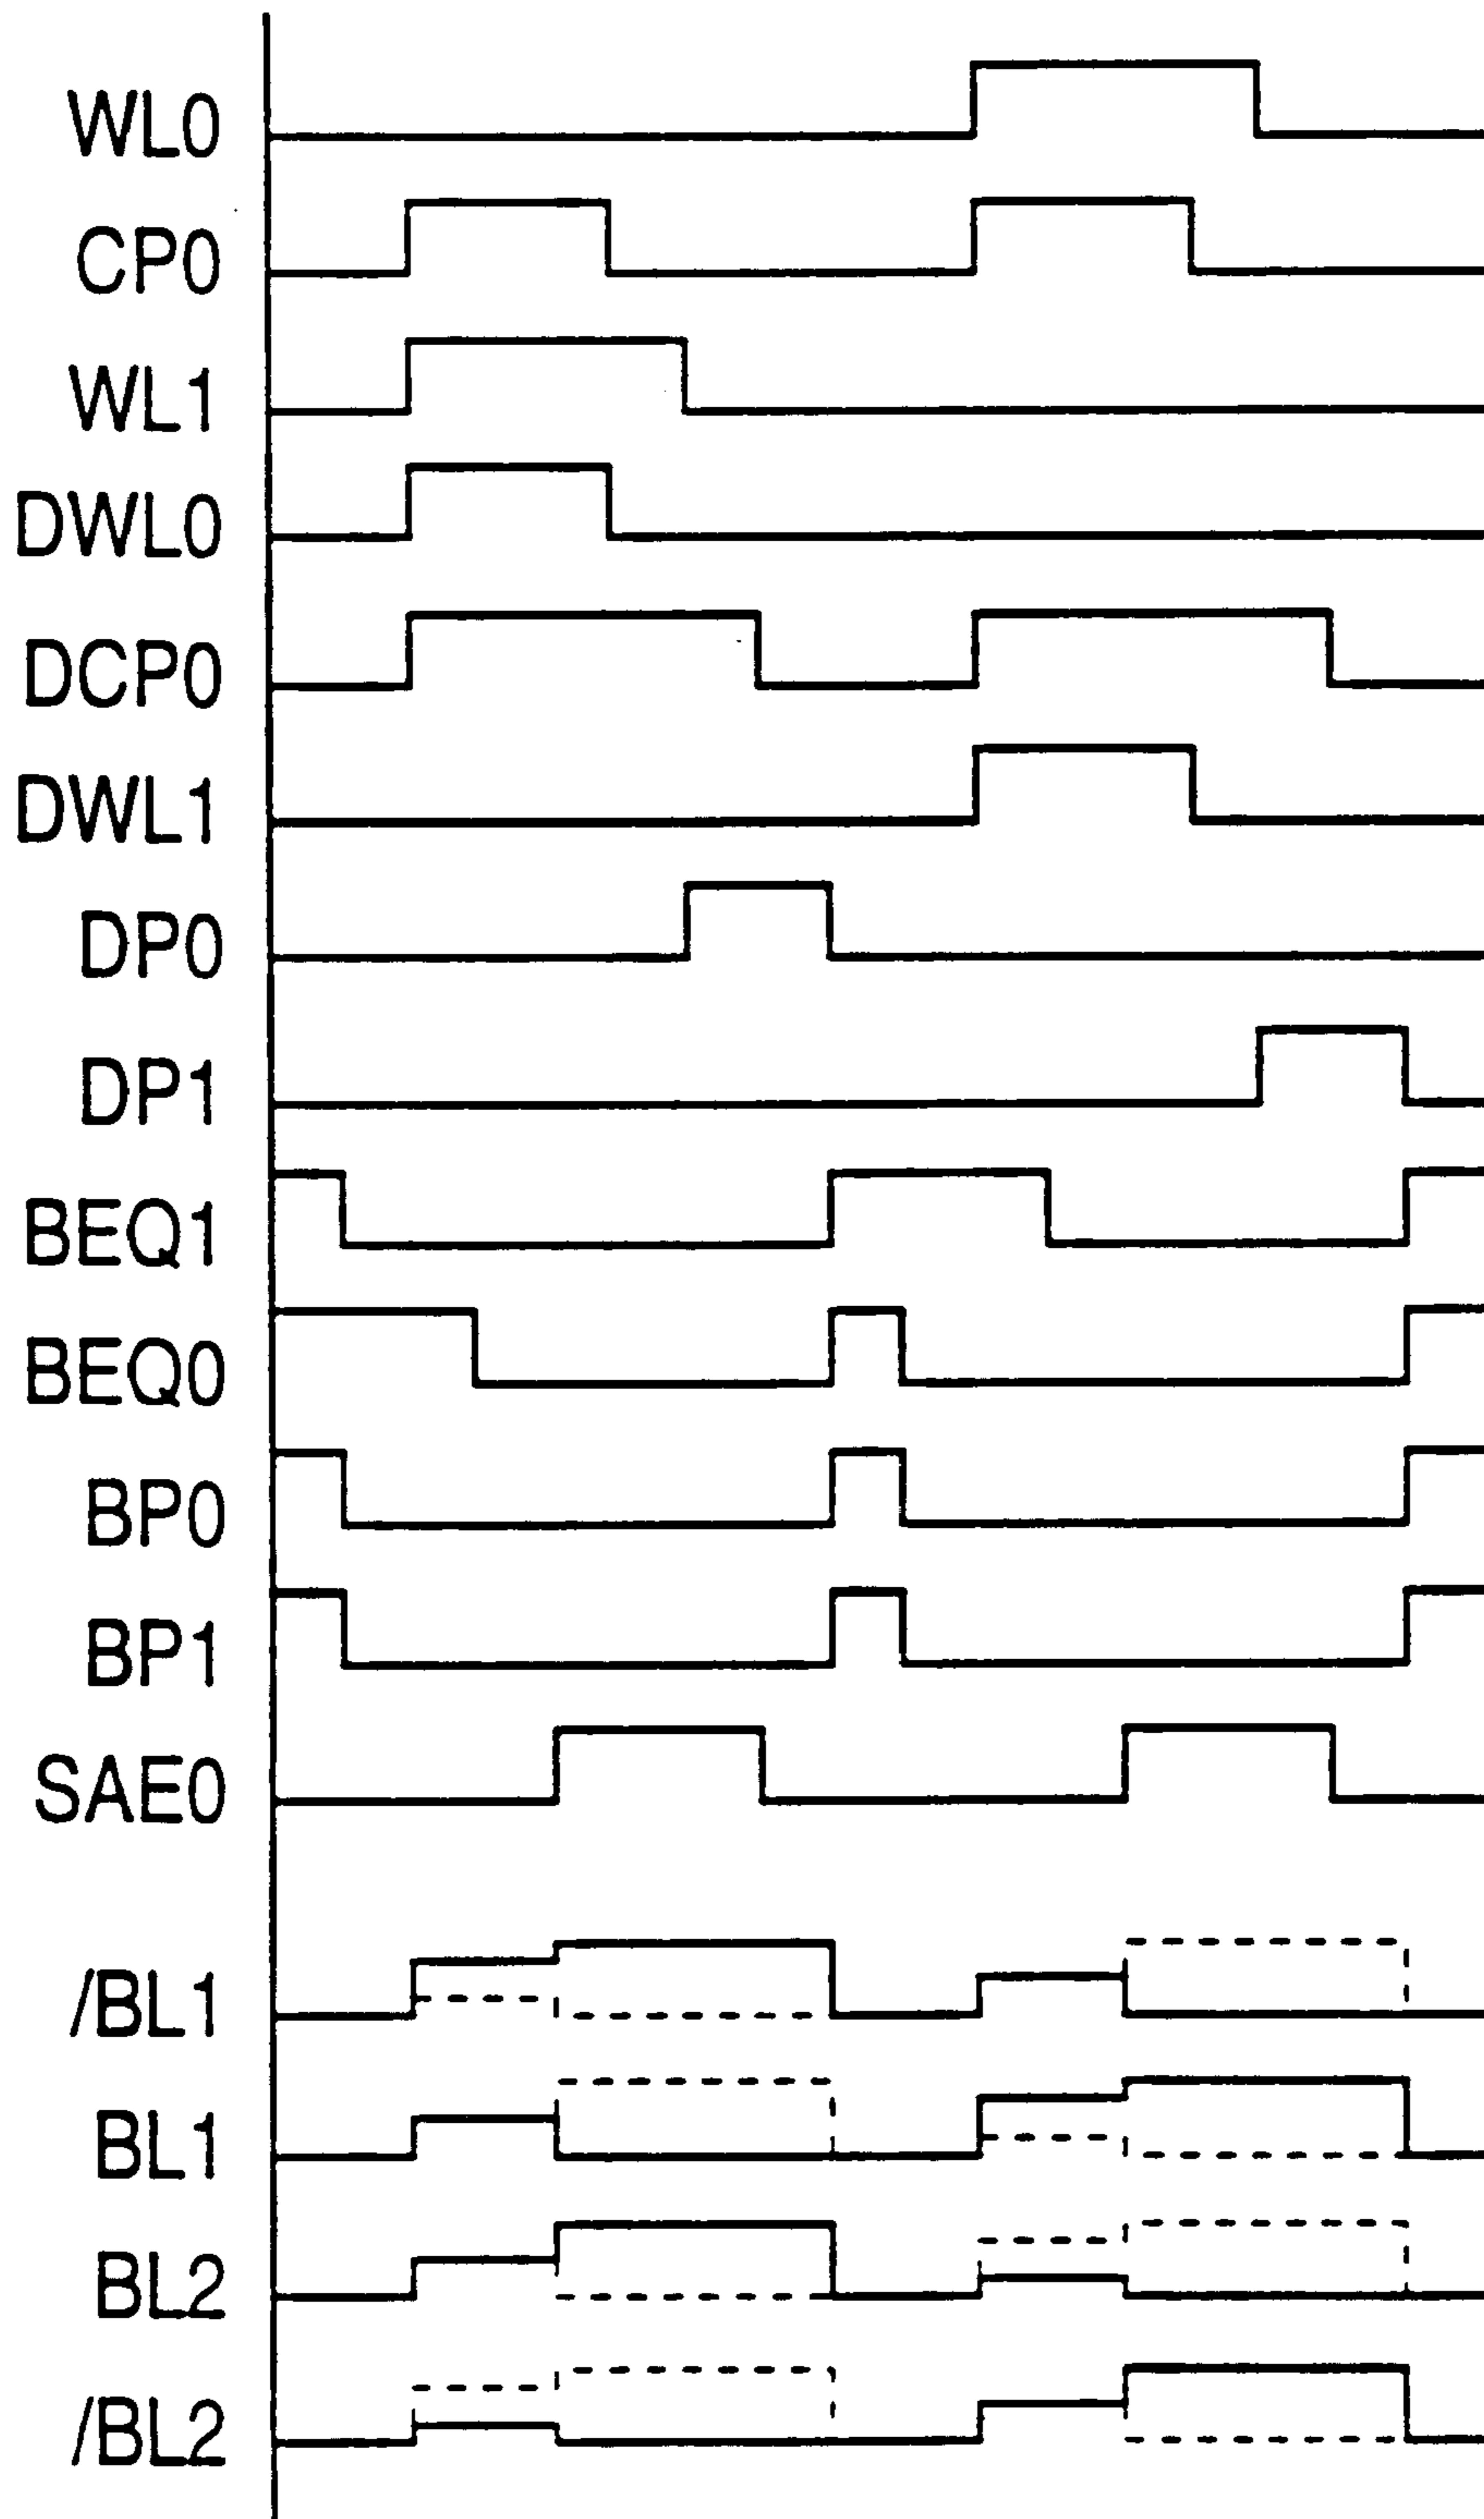 WL0
CP0
WL1
DWL0
DCP0
DWL1
DP0
DP1
BEQ1
BEQ0
BP0
BP1
SAE0
/BL1
BL1
BL2
/BL2